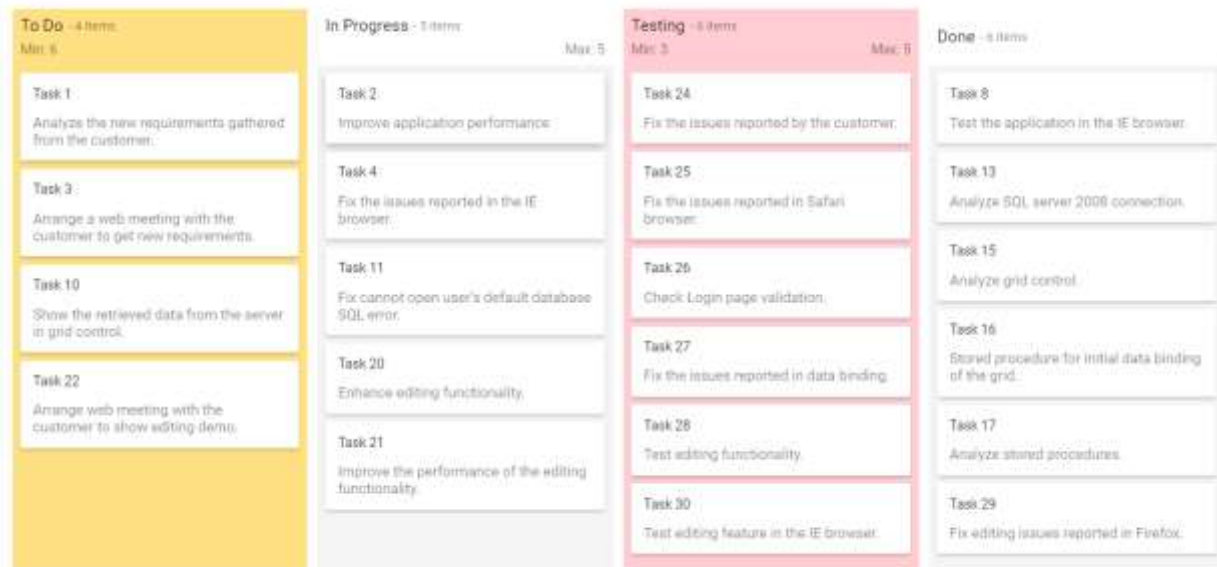 To Do - 4 items
Min: 6
Task 1
Analyze the new requirements gathered
from the customer.
Task 3
Arrange a web meeting with the
customer to get new requirements.
Task 10
Show the retrieved data from the server
in grid control.
Task 22
Arrange web meeting with the
customer to show editing demo.
In Progress - 5 items
Max: 5
Task 2
Improve application performance
Task 4
Fix the issues reported in the IE
browser.
Task 11
Fix cannot open user's default database
SQL error.
Task 20
Enhance editing functionality.
Task 21
Improve the performance of the editing
functionality.
Testing - 6 items
Min: 3 Max: 5
Task 24
Fix the issues reported by the customer.
Task 25
Fix the issues reported in Safari
browser.
Task 26
Check Login page validation.
Task 27
Fix the issues reported in data binding.
Task 28
Test editing functionality.
Task 30
Test editing feature in the IE browser.
Done - 6 items
Task 8
Test the application in the IE browser.
Task 13
Analyze SQL server 2008 connection.
Task 15
Analyze grid control.
Task 16
Stored procedure for initial data binding
of the grid.
Task 17
Analyze stored procedures.
Task 29
Fix editing issues reported in Firefox.